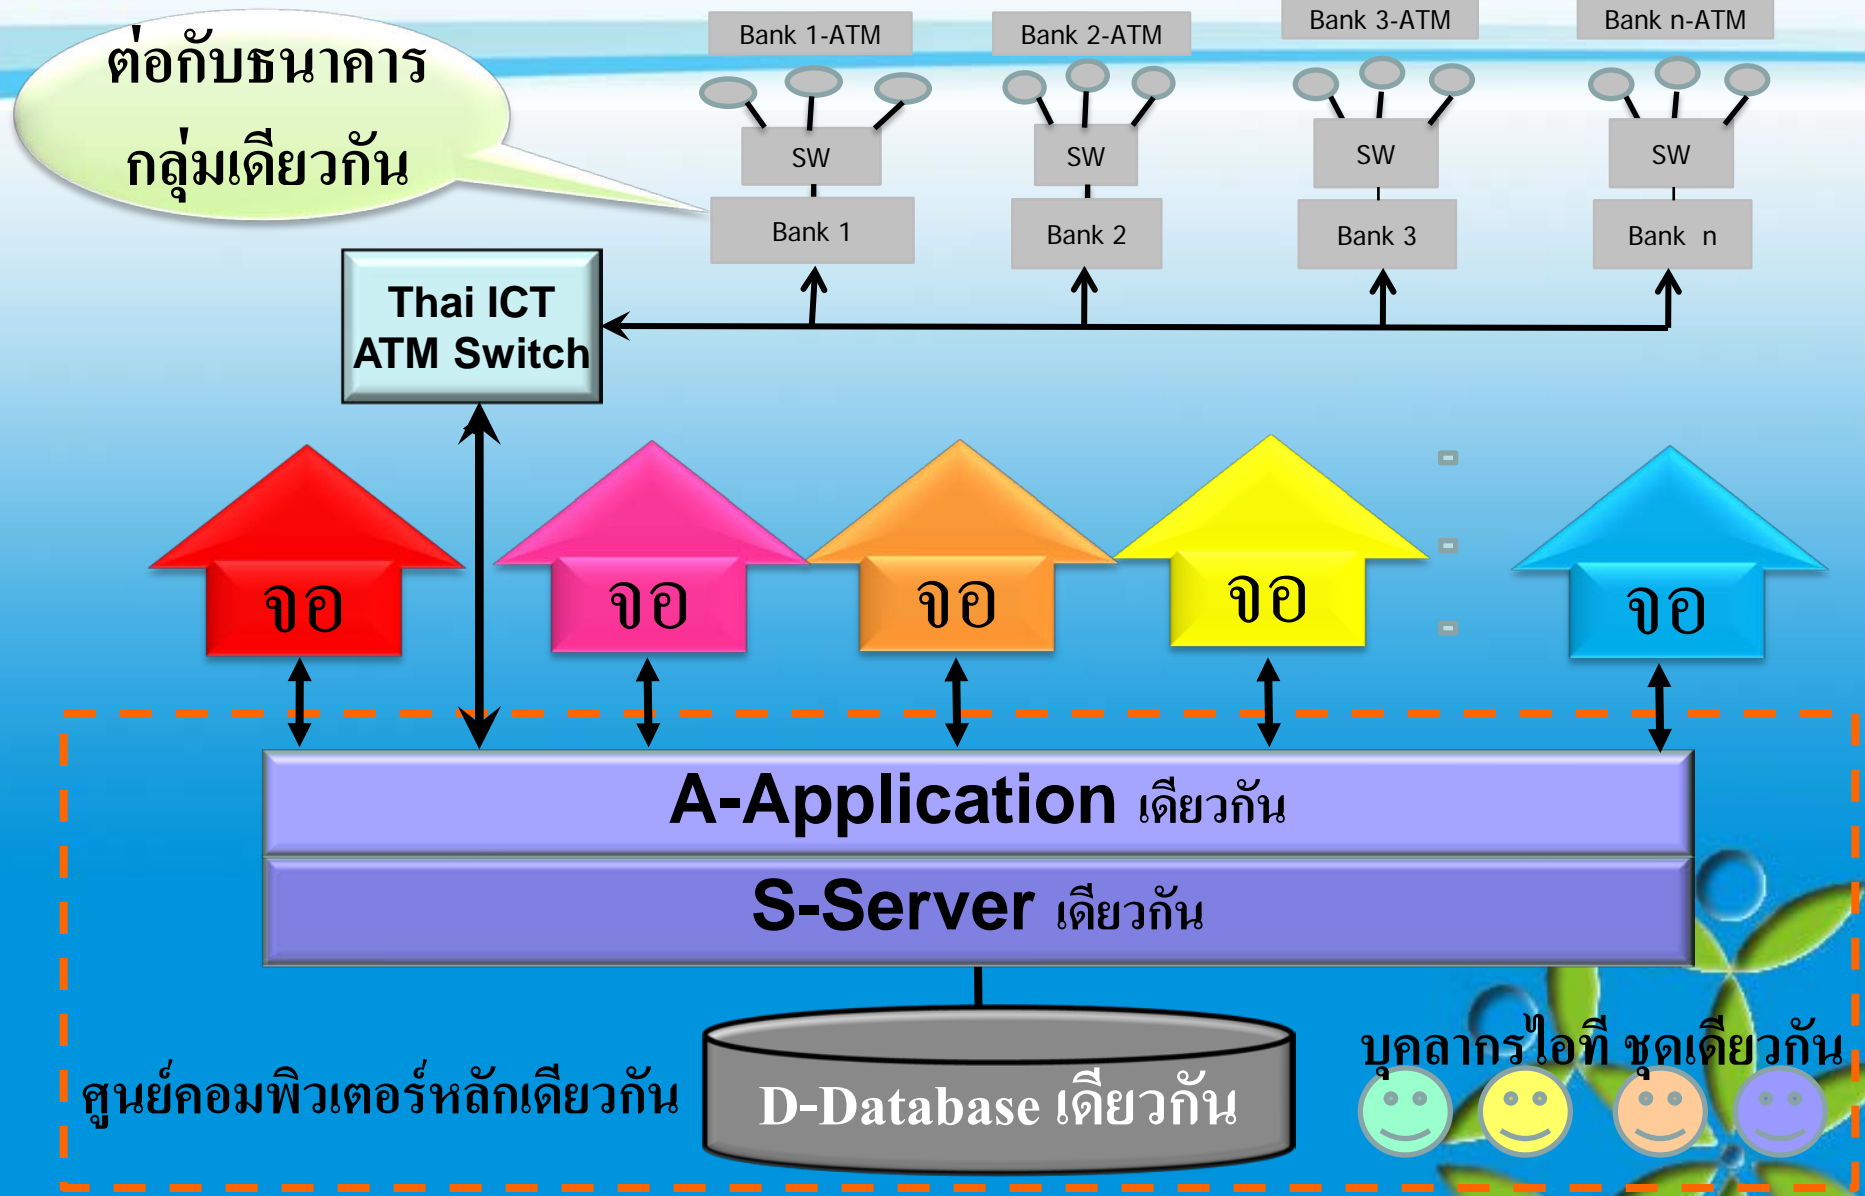 ต่อกับธนาคาร
กลุ่มเดียวกัน
Bank 1-ATM
Bank 2-ATM
Bank 3-ATM
Bank n-ATM
SW
SW
SW
SW
Bank 1
Bank 2
Bank 3
Bank n
Thai ICT
ATM Switch
จอ
จอ
จอ
จอ
จอ
A-Application เดียวกัน
S-Server เดียวกัน
ศูนย์คอมพิวเตอร์หลักเดียวกัน
D-Database เดียวกัน
บุคลากรไอที ชุดเดียวกัน